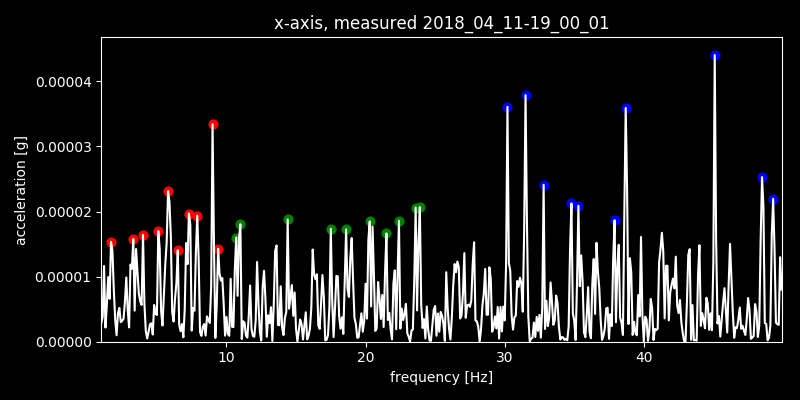 x-axis, measured 2018_04_11-19_00_01
acceleration [g]
0.00004
0.00003
0.00002
0.00001
0.00000
10 20 30 40
frequency [Hz]